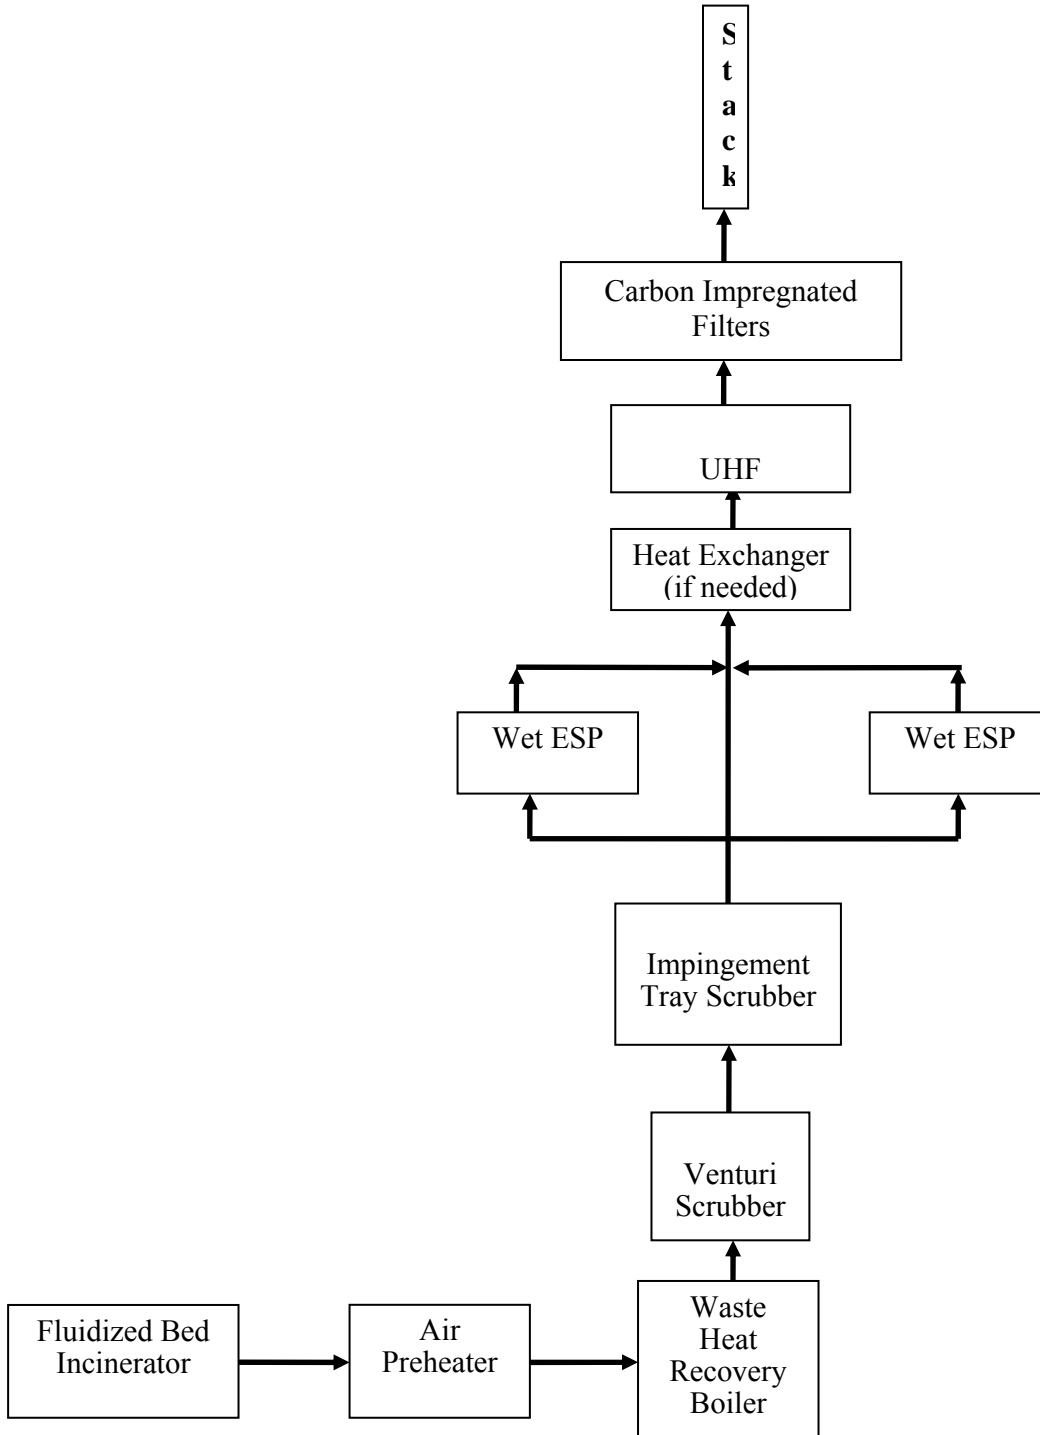 S
t
a
c
k
Carbon Impregnated
Filters
UHF
Heat Exchanger
(if needed)
Wet ESP
Wet ESP
Impingement
Tray Scrubber
Venturi
Scrubber
Fluidized Bed
Incinerator
Air
Preheater
Waste
Heat
Recovery
Boiler